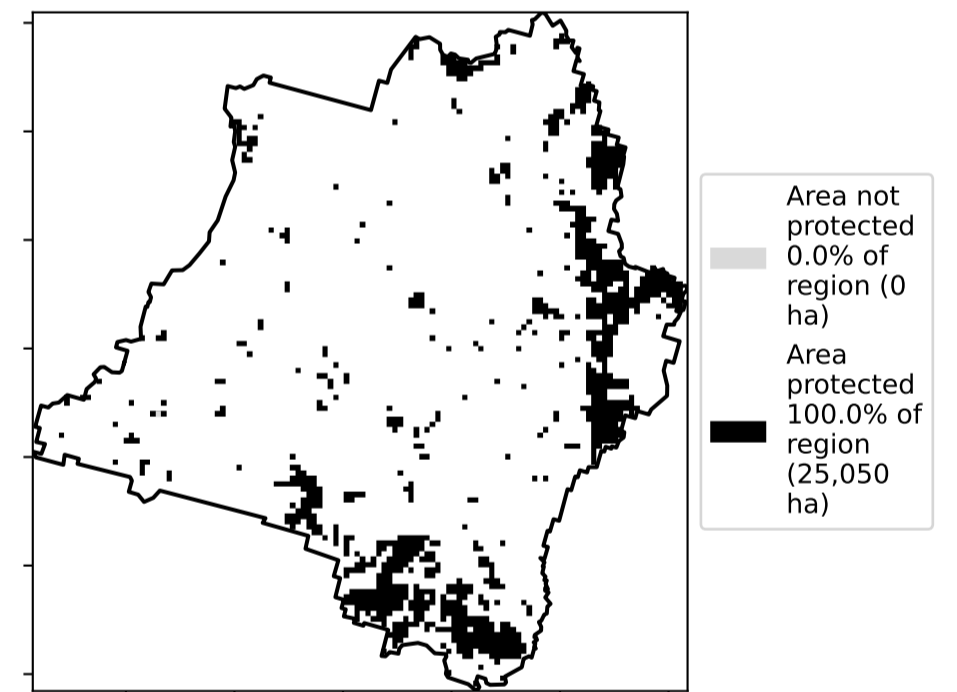 Area not
protected
0.0% of
region (0
ha)
Area
protected
100.0% of
region
(25,050
ha)